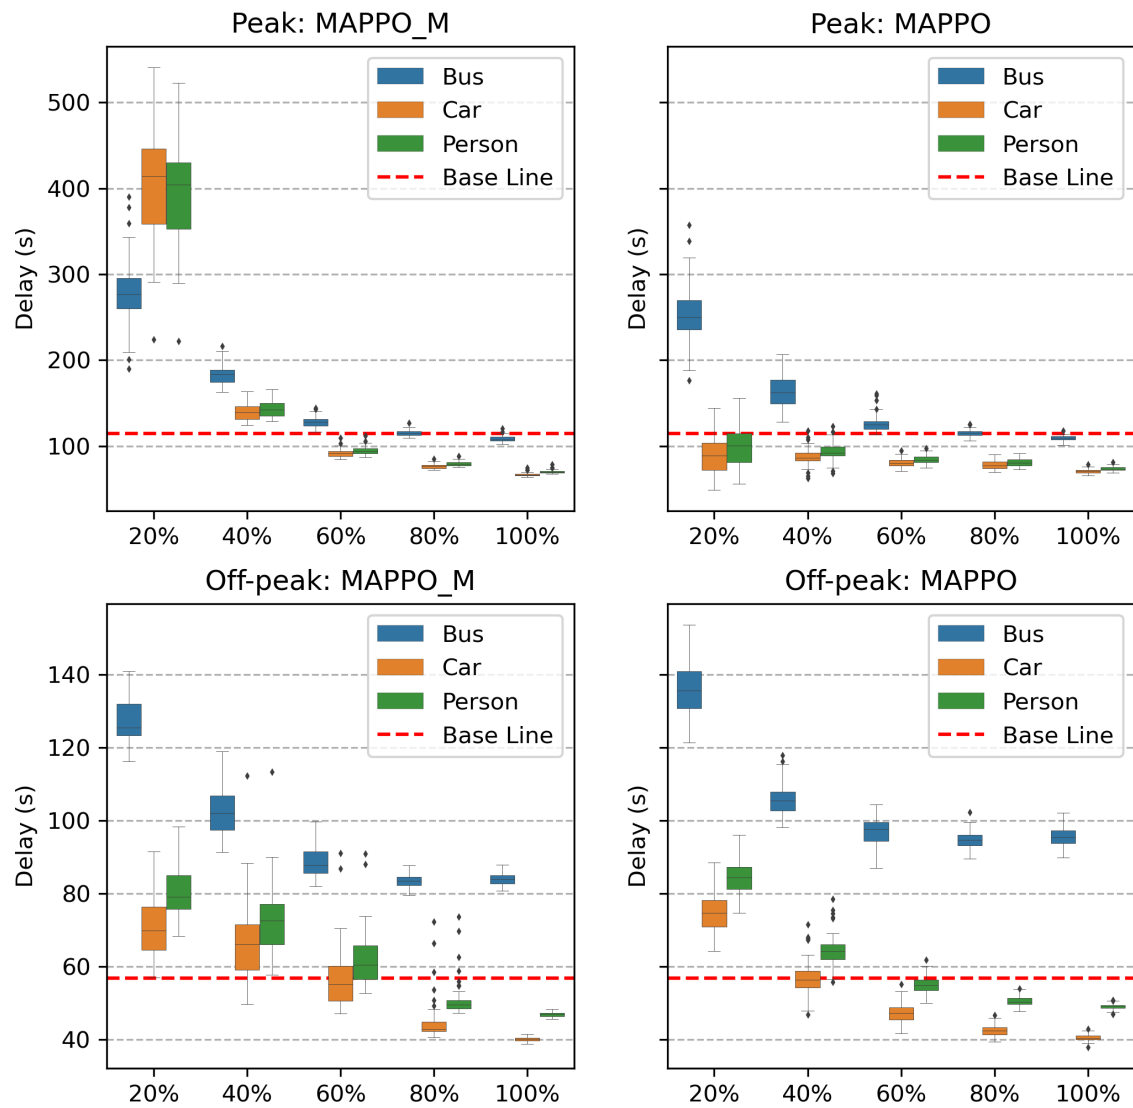 Peak: MAPPO_M
Delay (s)
500
400
300
200
100
Bus
Car
Person
Base Line
20% 40% 60% 80% 100%
Peak: MAPPO
Delay (s)
Bus
Car
Person
Base Line
20% 40% 60% 80% 100%
Off-peak: MAPPO_M
Delay (s)
140
120
100
80
60
40
Bus
Car
Person
Base Line
20% 40% 60% 80% 100%
Off-peak: MAPPO
Delay (s)
Bus
Car
Person
Base Line
20% 40% 60% 80% 100%